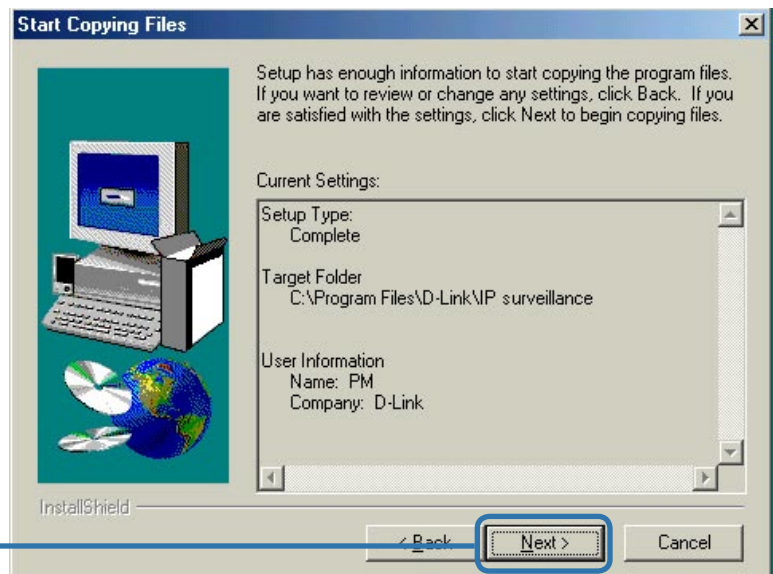 Start Copying Files
Setup has enough information to start copying the program files.
If you want to review or change any settings, click Back. If you
are satisfied with the settings, click Next to begin copying files.
Current Settings:
Setup Type:
Complete
Target Folder
C:\Program Files\D-Link\IP surveillance
User Information
Name: PM
Company: D-Link
InstallShield
< Back
Next >
Cancel